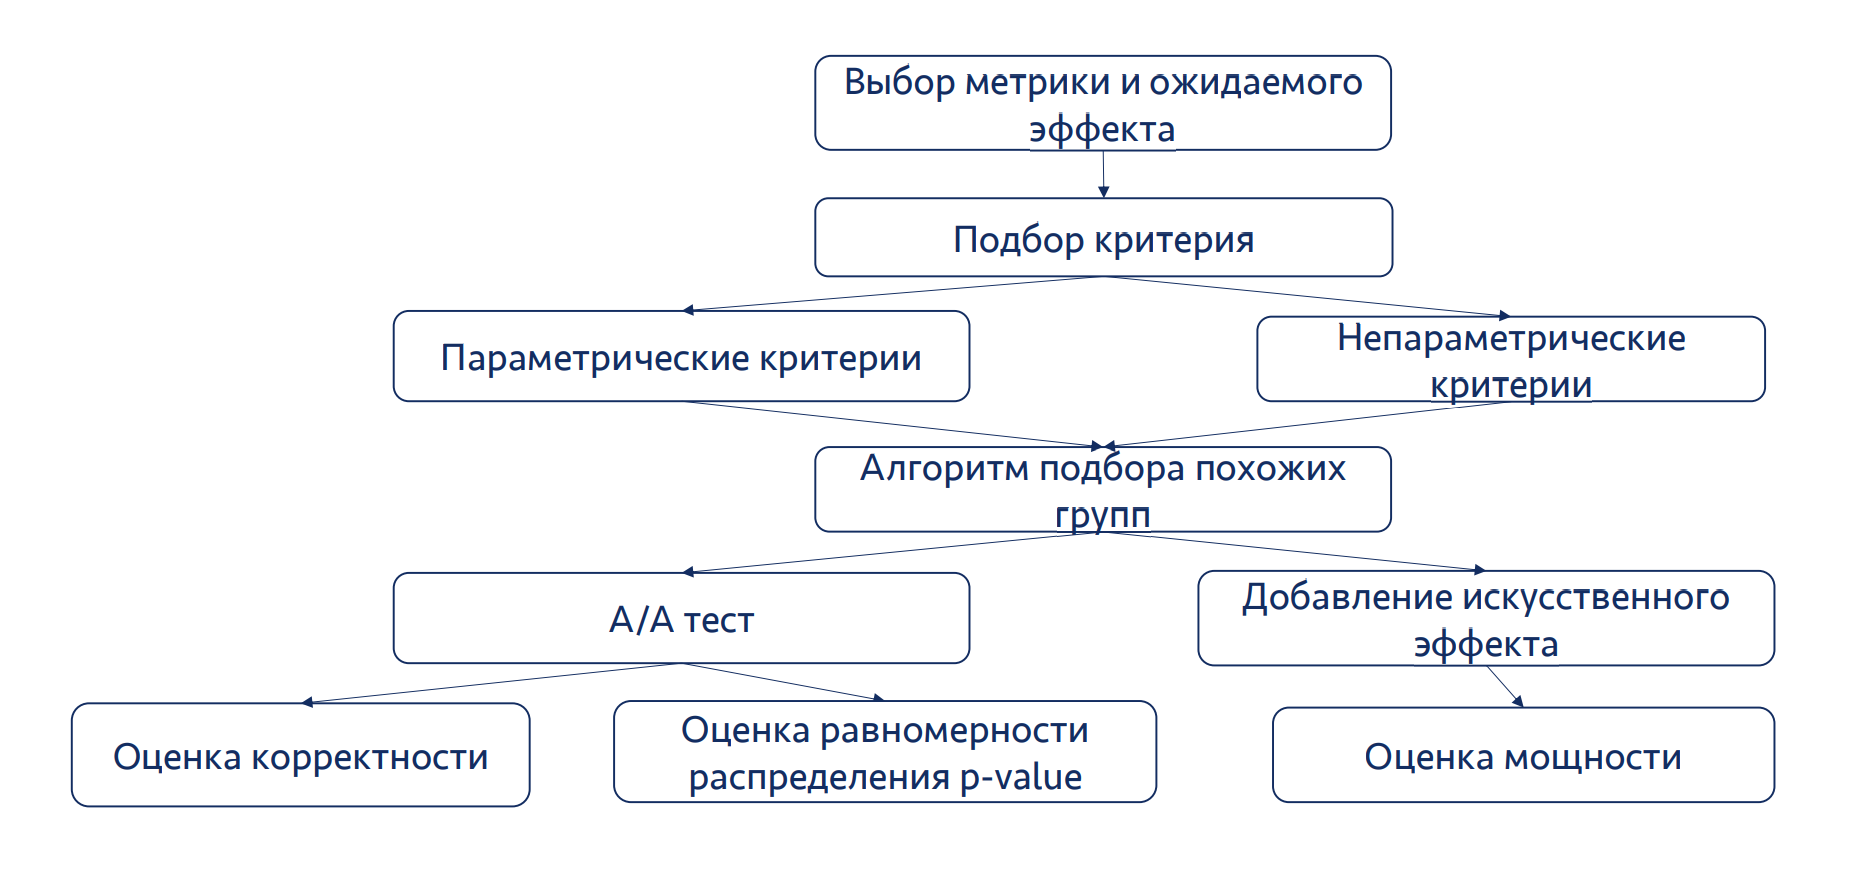 Выбор метрики и ожидаемого
эффекта
Подбор критерия
Параметрические критерии
Непараметрические
критерии
Алгоритм подбора похожих
групп
А/А тест
Добавление искусственного
эффекта
Оценка корректности
Оценка равномерности
распределения p-value
Оценка мощности